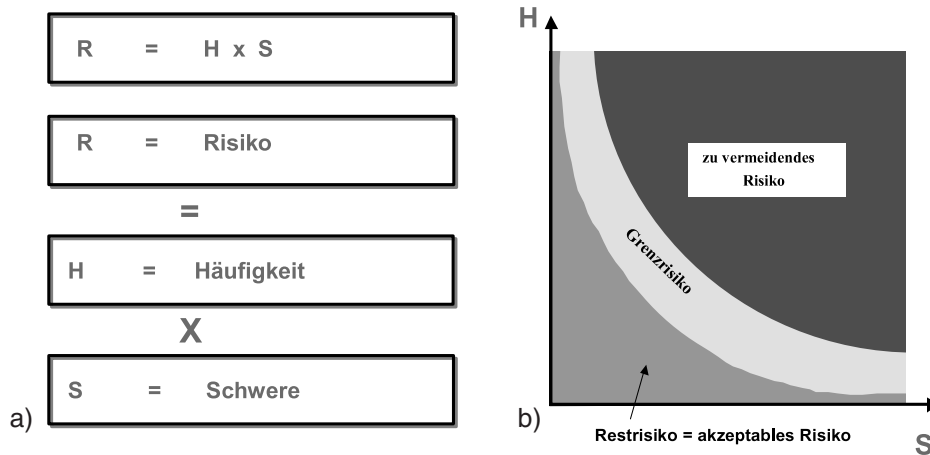 R = H x S
R = Risiko
=
H = Häufigkeit
X
S = Schwere
a)
H
zu vermeidendes
Risiko
Grenzrisiko
Restrisiko = akzeptables Risiko
S
b)